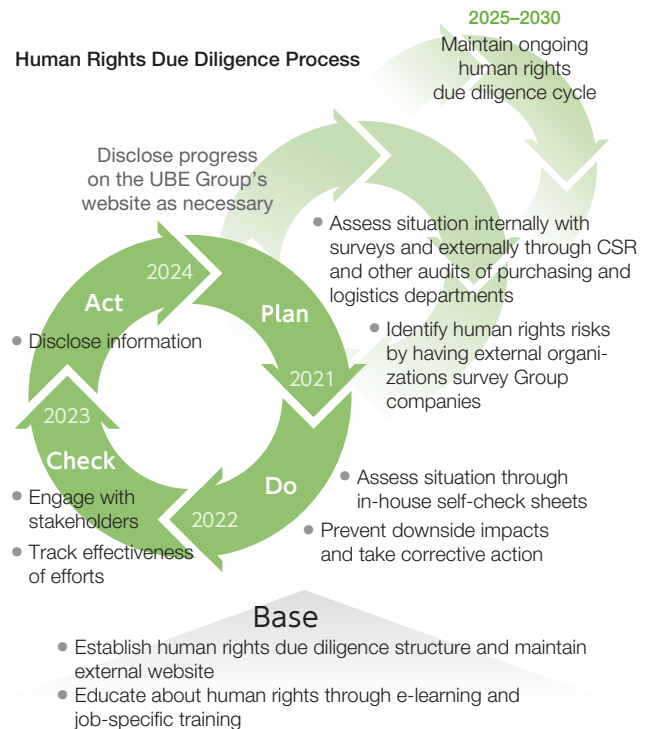 2025–2030
Maintain ongoing
human rights
due diligence cycle
Human Rights Due Diligence Process
Disclose progress
on the UBE Group's
website as necessary
• Assess situation internally with
surveys and externally through CSR
and other audits of purchasing and
logistics departments
• Identify human rights risks
by having external organi-
zations survey Group
companies
2024
Act
• Disclose information
Plan
2021
2023
Check
• Engage with
stakeholders
• Track effectiveness
of efforts
Do
2022
• Assess situation through
in-house self-check sheets
• Prevent downside impacts
and take corrective action
Base
• Establish human rights due diligence structure and maintain
external website
• Educate about human rights through e-learning and
job-specific training